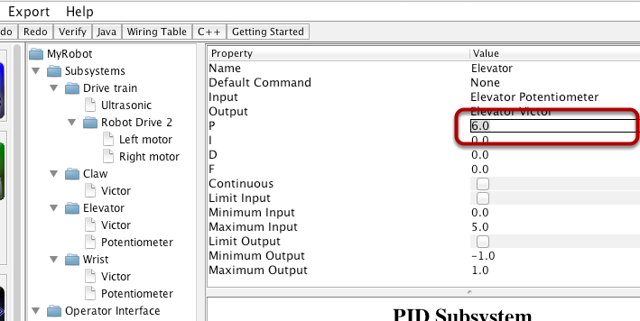 Export Help
do Redo Verify Java Wiring Table C++ Getting Started
MyRobot
Subsystems
Drive train
Ultrasonic
Robot Drive 2
Left motor
Right motor
Claw
Victor
Elevator
Victor
Potentiometer
Wrist
Victor
Potentiometer
Operator Interface
Property Value
Name Elevator
Default Command None
Input Elevator Potentiometer
Output Elevator Victor
P 6.0
I 0.0
D 0.0
F 0.0
Continuous
Limit Input
Minimum Input 0.0
Maximum Input 5.0
Limit Output
Minimum Output -1.0
Maximum Output 1.0
PID Subsystem